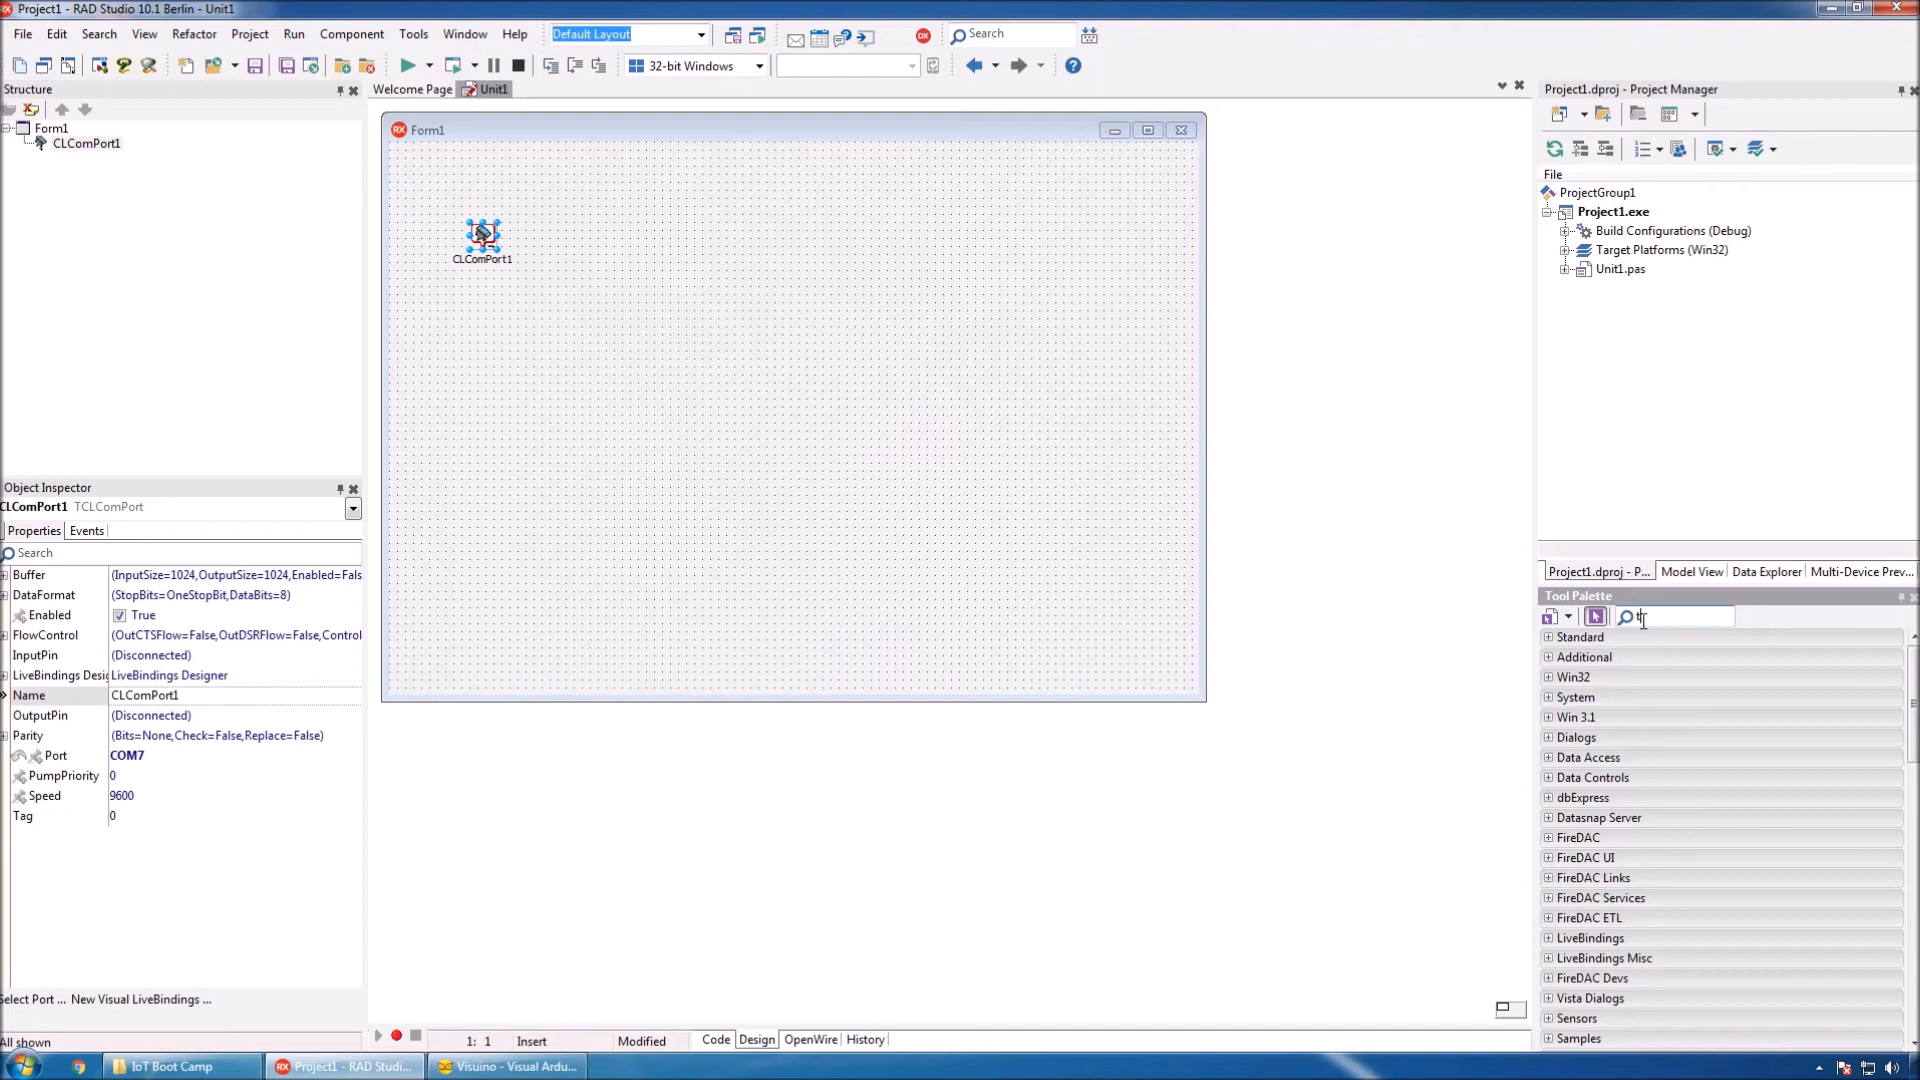 Project1 - RAD Studio 10.1 Berlin - Unit1
File Edit Search View Refactor Project Run Component Tools Window Help Default Layout Search
32-bit Windows
Structure
Form1
CLComPort1
Welcome Page Unit1
Form1
CLComPort1
Object Inspector
CLComPort1 TCLComPort
Properties Events
Search
Buffer (InputSize=1024,OutputSize=1024,Enabled=Fals
DataFormat (StopBits=OneStopBit,DataBits=8)
Enabled True
FlowControl (OutCTSFlow=False,OutDSRFlow=False,Control
InputPin (Disconnected)
LiveBindings Desig LiveBindings Designer
Name CLComPort1
OutputPin (Disconnected)
Parity (Bits=None,Check=False,Replace=False)
Port COM7
PumpPriority 0
Speed 9600
Tag 0
Select Port ... New Visual LiveBindings ...
All shown
1: 1 Insert Modified Code Design OpenWire History
Project1.dproj - Project Manager
File
ProjectGroup1
Project1.exe
Build Configurations (Debug)
Target Platforms (Win32)
Unit1.pas
Project1.dproj - P... Model View Data Explorer Multi-Device Prev...
Tool Palette
Standard
Additional
Win32
System
Win 3.1
Dialogs
Data Access
Data Controls
dbExpress
Datasnap Server
FireDAC
FireDAC UI
FireDAC Links
FireDAC Services
FireDAC ETL
LiveBindings
LiveBindings Misc
FireDAC Devs
Vista Dialogs
Sensors
Samples
IoT Boot Camp Project1 - RAD Studi... Visuino - Visual Ardu...